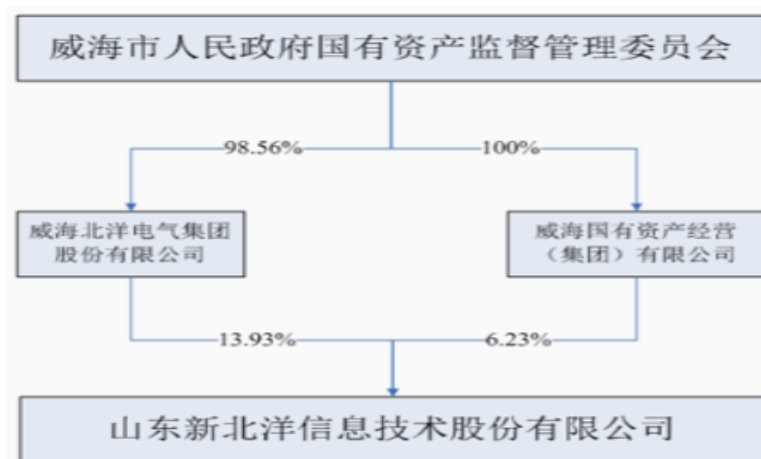 威海市人民政府国有资产监督管理委员会
98.56%
100%
威海北洋电气集团
股份有限公司
威海国有资产经营
（集团）有限公司
13.93%
6.23%
山东新北洋信息技术股份有限公司